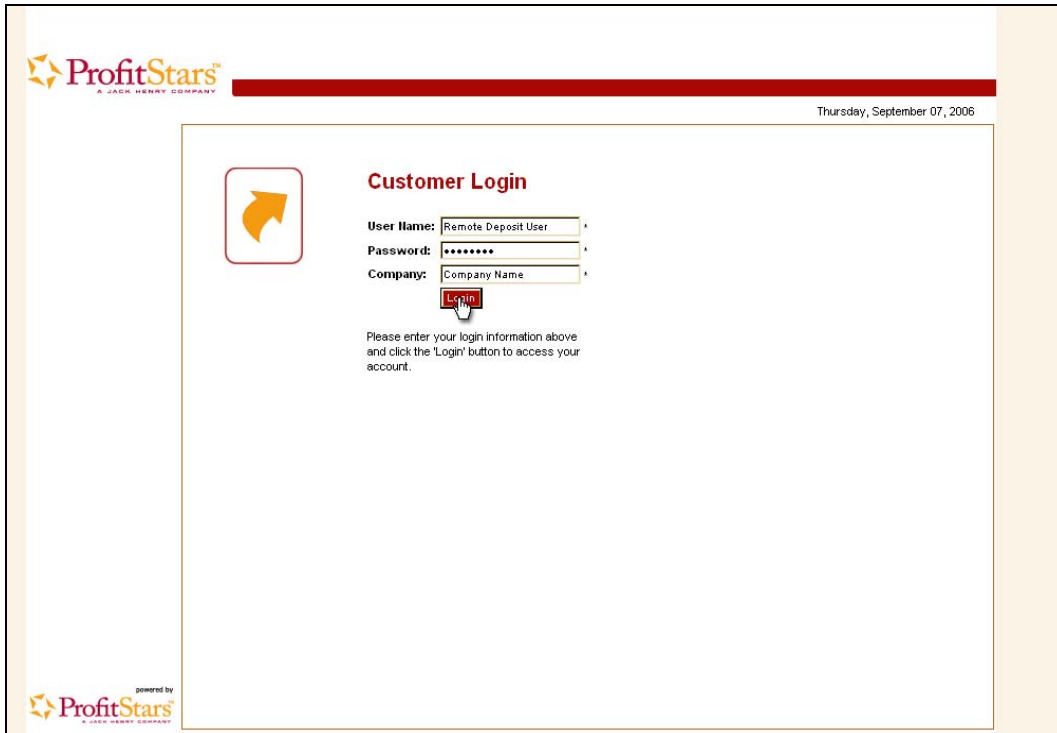 ProfitStars™
A JACK HENRY COMPANY
Thursday, September 07, 2006
Customer Login
User Name: Remote Deposit User *
Password: •••••••• *
Company: Company Name *
Login
Please enter your login information above
and click the 'Login' button to access your
account.
powered by
ProfitStars™
A JACK HENRY COMPANY